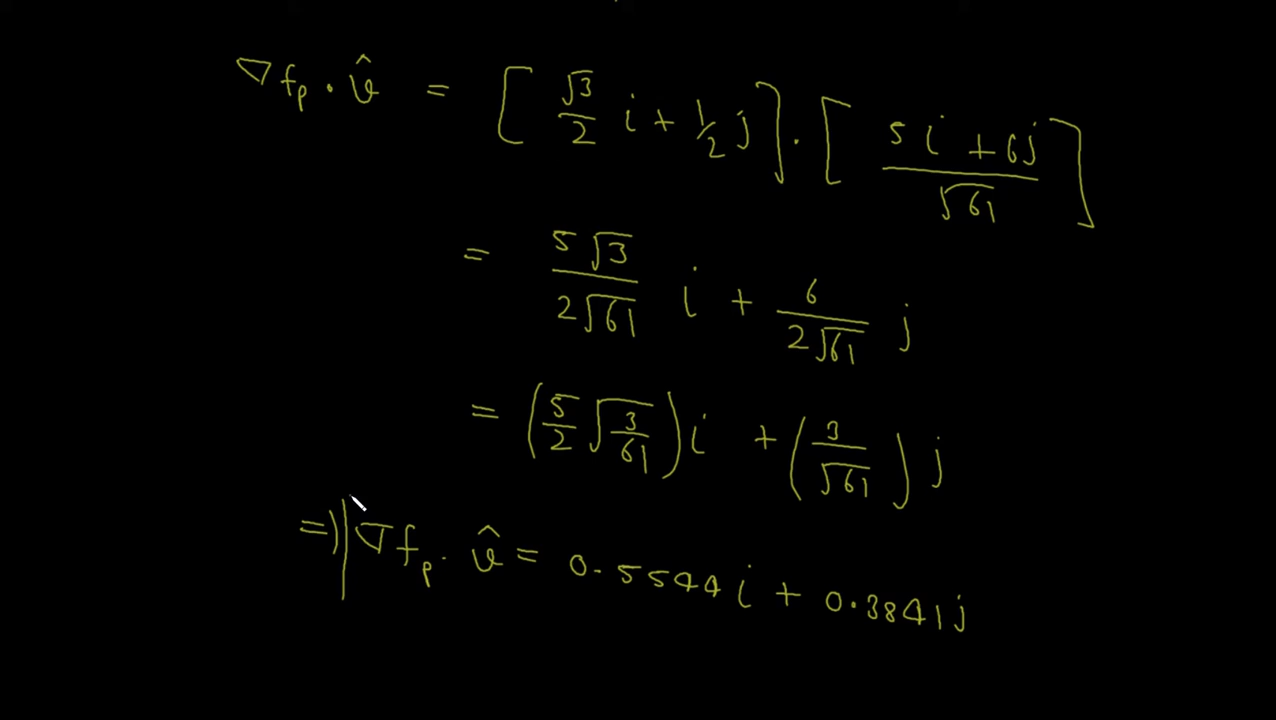 ∇f_p · v̂ = [ √3/2 i + 1/2 j ] · [ (5i + 6j)/√61 ]
= 5√3/(2√61) i + 6/(2√61) j
= (5/2 √(3/61)) i + (3/√61) j
=> | ∇f_p · v̂ = 0.5544 i + 0.3841 j